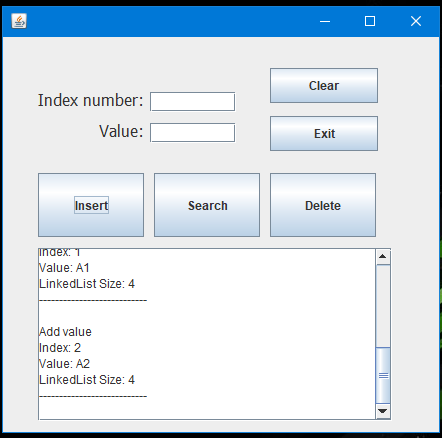 Index number:
Clear
Value:
Exit
Insert
Search
Delete
Index: 1
Value: A1
LinkedList Size: 4
---------------------------
Add value
Index: 2
Value: A2
LinkedList Size: 4
---------------------------